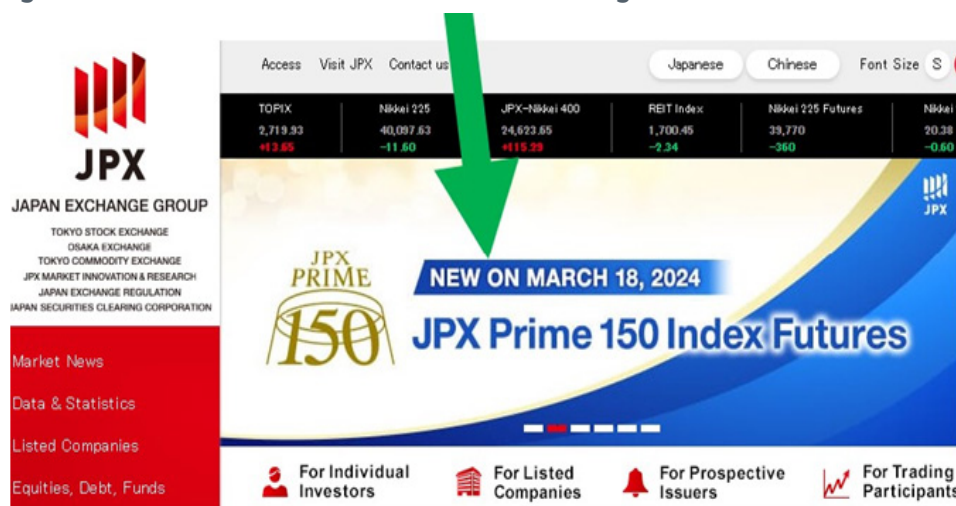 Access Visit JPX Contact us Japanese Chinese Font Size S
TOPIX Nikkei 225 JPX-Nikkei 400 REIT Index Nikkei 225 Futures Nikkei
2,719.93 40,097.63 24,623.65 1,700.45 39,770 20.38
+13.65 -11.60 +115.29 -2.34 -360 -0.60
JPX
JAPAN EXCHANGE GROUP
TOKYO STOCK EXCHANGE
OSAKA EXCHANGE
TOKYO COMMODITY EXCHANGE
JPX MARKET INNOVATION & RESEARCH
JAPAN EXCHANGE REGULATION
JAPAN SECURITIES CLEARING CORPORATION
Market News
Data & Statistics
Listed Companies
Equities, Debt, Funds
JPX
JPX
PRIME
150
NEW ON MARCH 18, 2024
JPX Prime 150 Index Futures
For Individual
Investors
For Listed
Companies
For Prospective
Issuers
For Trading
Participants